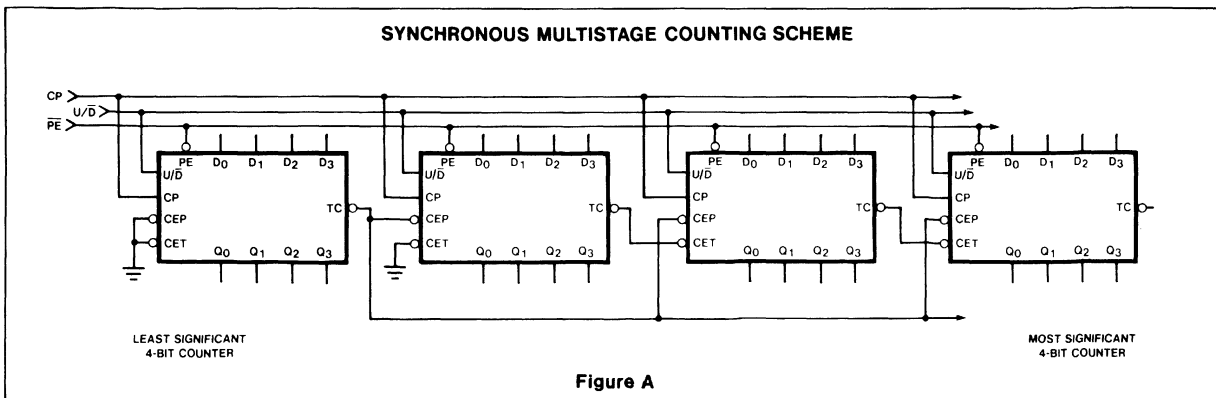 SYNCHRONOUS MULTISTAGE COUNTING SCHEME
CP
U/D̅
P̅E̅
PE D0 D1 D2 D3
U/D̅
CP
CEP
CET
TC
Q0 Q1 Q2 Q3
PE D0 D1 D2 D3
U/D̅
CP
CEP
CET
TC
Q0 Q1 Q2 Q3
PE D0 D1 D2 D3
U/D̅
CP
CEP
CET
TC
Q0 Q1 Q2 Q3
PE D0 D1 D2 D3
U/D̅
CP
CEP
CET
TC
Q0 Q1 Q2 Q3
LEAST SIGNIFICANT
4-BIT COUNTER
MOST SIGNIFICANT
4-BIT COUNTER
Figure A